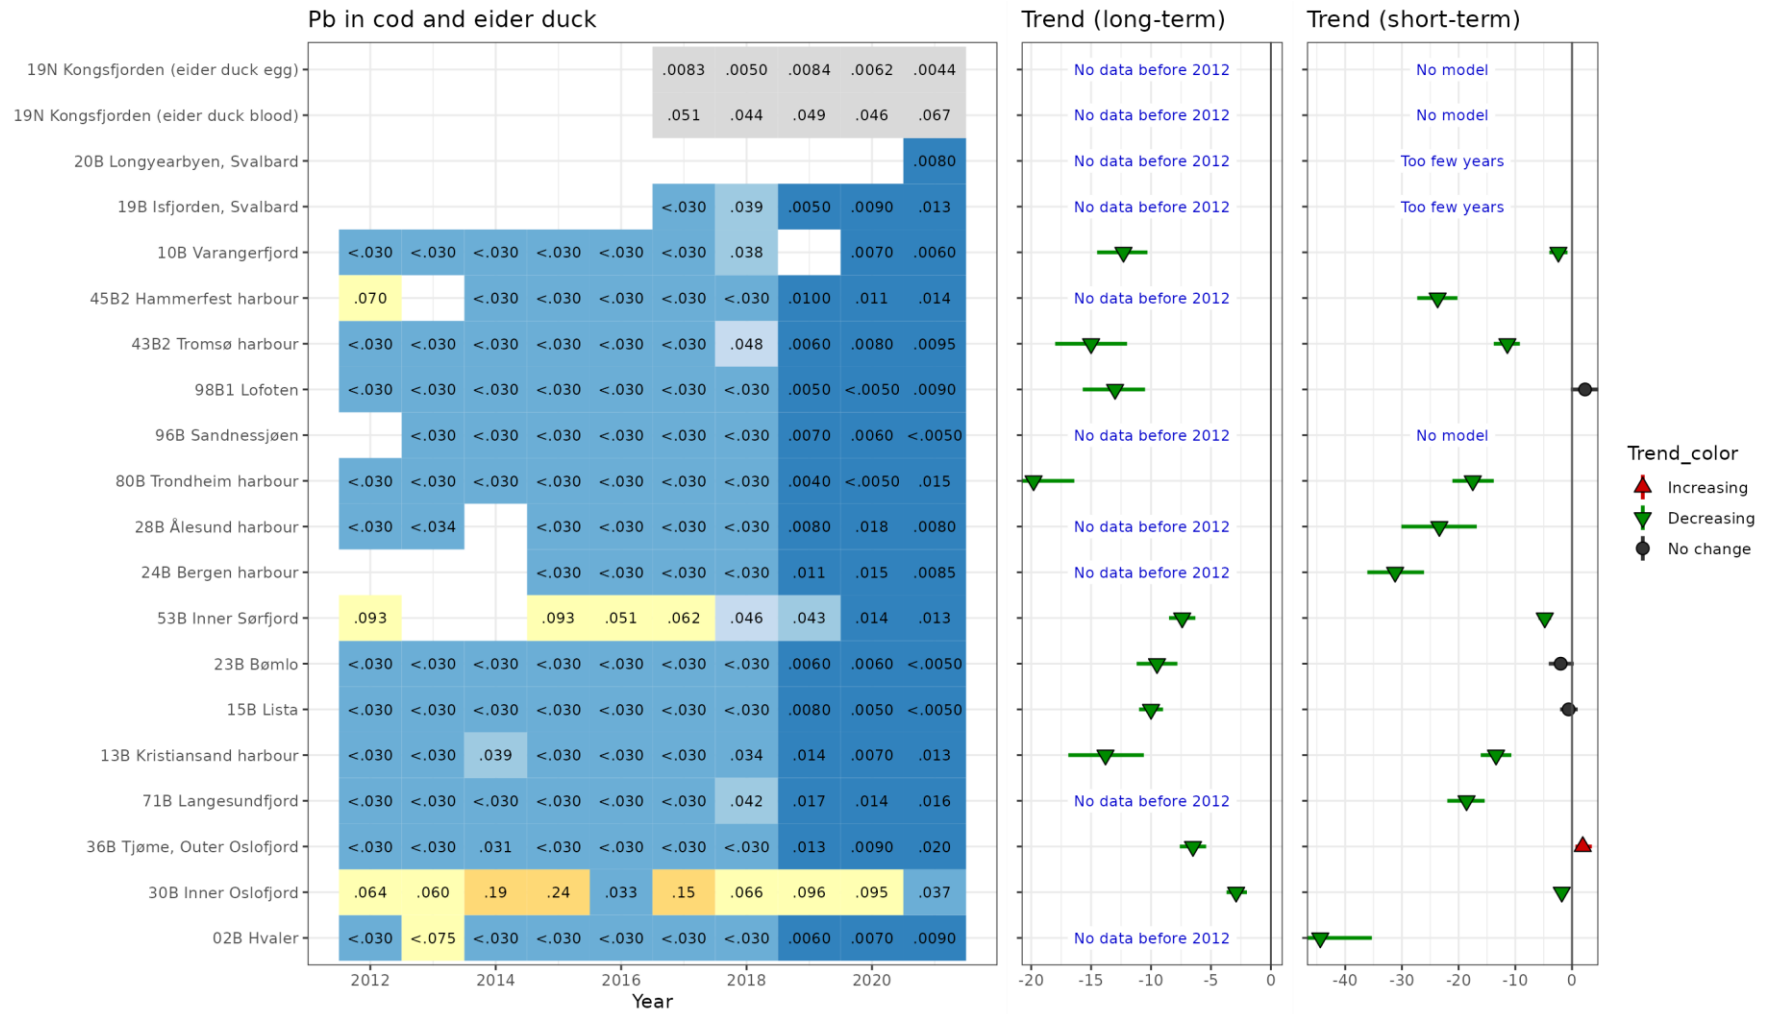 Pb in cod and eider duck Trend (long-term) Trend (short-term)
19N Kongsfjorden (eider duck egg) .0083 .0050 .0084 .0062 .0044 No data before 2012 No model
19N Kongsfjorden (eider duck blood) .051 .044 .049 .046 .067 No data before 2012 No model
20B Longyearbyen, Svalbard .0080 No data before 2012 Too few years
19B Isfjorden, Svalbard <.030 .039 .0050 .0090 .013 No data before 2012 Too few years
10B Varangerfjord <.030 <.030 <.030 <.030 <.030 <.030 .038 .0070 .0060
45B2 Hammerfest harbour .070 <.030 <.030 <.030 <.030 <.030 .0100 .011 .014 No data before 2012
43B2 Tromsø harbour <.030 <.030 <.030 <.030 <.030 <.030 .048 .0060 .0080 .0095
98B1 Lofoten <.030 <.030 <.030 <.030 <.030 <.030 <.030 .0050 <.0050 .0090
96B Sandnessjøen <.030 <.030 <.030 <.030 <.030 <.030 .0070 .0060 <.0050 No data before 2012 No model
80B Trondheim harbour <.030 <.030 <.030 <.030 <.030 <.030 <.030 .0040 <.0050 .015
28B Ålesund harbour <.030 <.034 <.030 <.030 <.030 <.030 .0080 .018 .0080 No data before 2012
24B Bergen harbour <.030 <.030 <.030 <.030 .011 .015 .0085 No data before 2012
53B Inner Sørfjord .093 .093 .051 .062 .046 .043 .014 .013
23B Bømlo <.030 <.030 <.030 <.030 <.030 <.030 <.030 .0060 .0060 <.0050
15B Lista <.030 <.030 <.030 <.030 <.030 <.030 <.030 .0080 .0050 <.0050
13B Kristiansand harbour <.030 <.030 .039 <.030 <.030 <.030 .034 .014 .0070 .013
71B Langesundfjord <.030 <.030 <.030 <.030 <.030 <.030 .042 .017 .014 .016 No data before 2012
36B Tjøme, Outer Oslofjord <.030 <.030 .031 <.030 <.030 <.030 <.030 .013 .0090 .020
30B Inner Oslofjord .064 .060 .19 .24 .033 .15 .066 .096 .095 .037
02B Hvaler <.030 <.075 <.030 <.030 <.030 <.030 <.030 .0060 .0070 .0090 No data before 2012
2012 2014 2016 2018 2020 -20 -15 -10 -5 0 -40 -30 -20 -10 0
Year
Trend_color
Increasing
Decreasing
No change